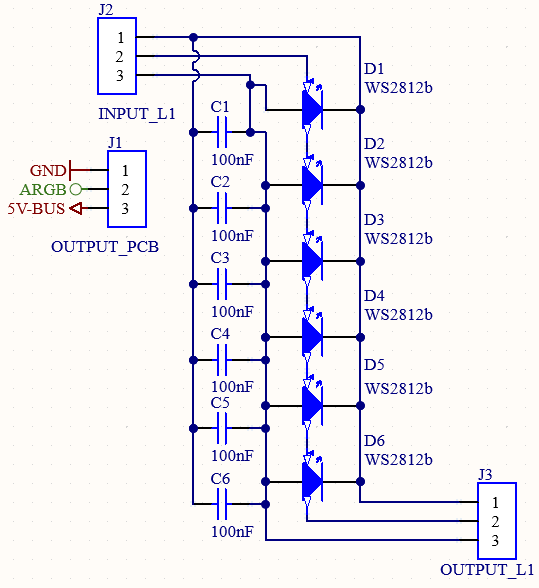 J2
1
2
3
INPUT_L1
J1
GND
1
ARGB
2
5V-BUS
3
OUTPUT_PCB
C1
100nF
C2
100nF
C3
100nF
C4
100nF
C5
100nF
C6
100nF
D1
WS2812b
D2
WS2812b
D3
WS2812b
D4
WS2812b
D5
WS2812b
D6
WS2812b
J3
1
2
3
OUTPUT_L1